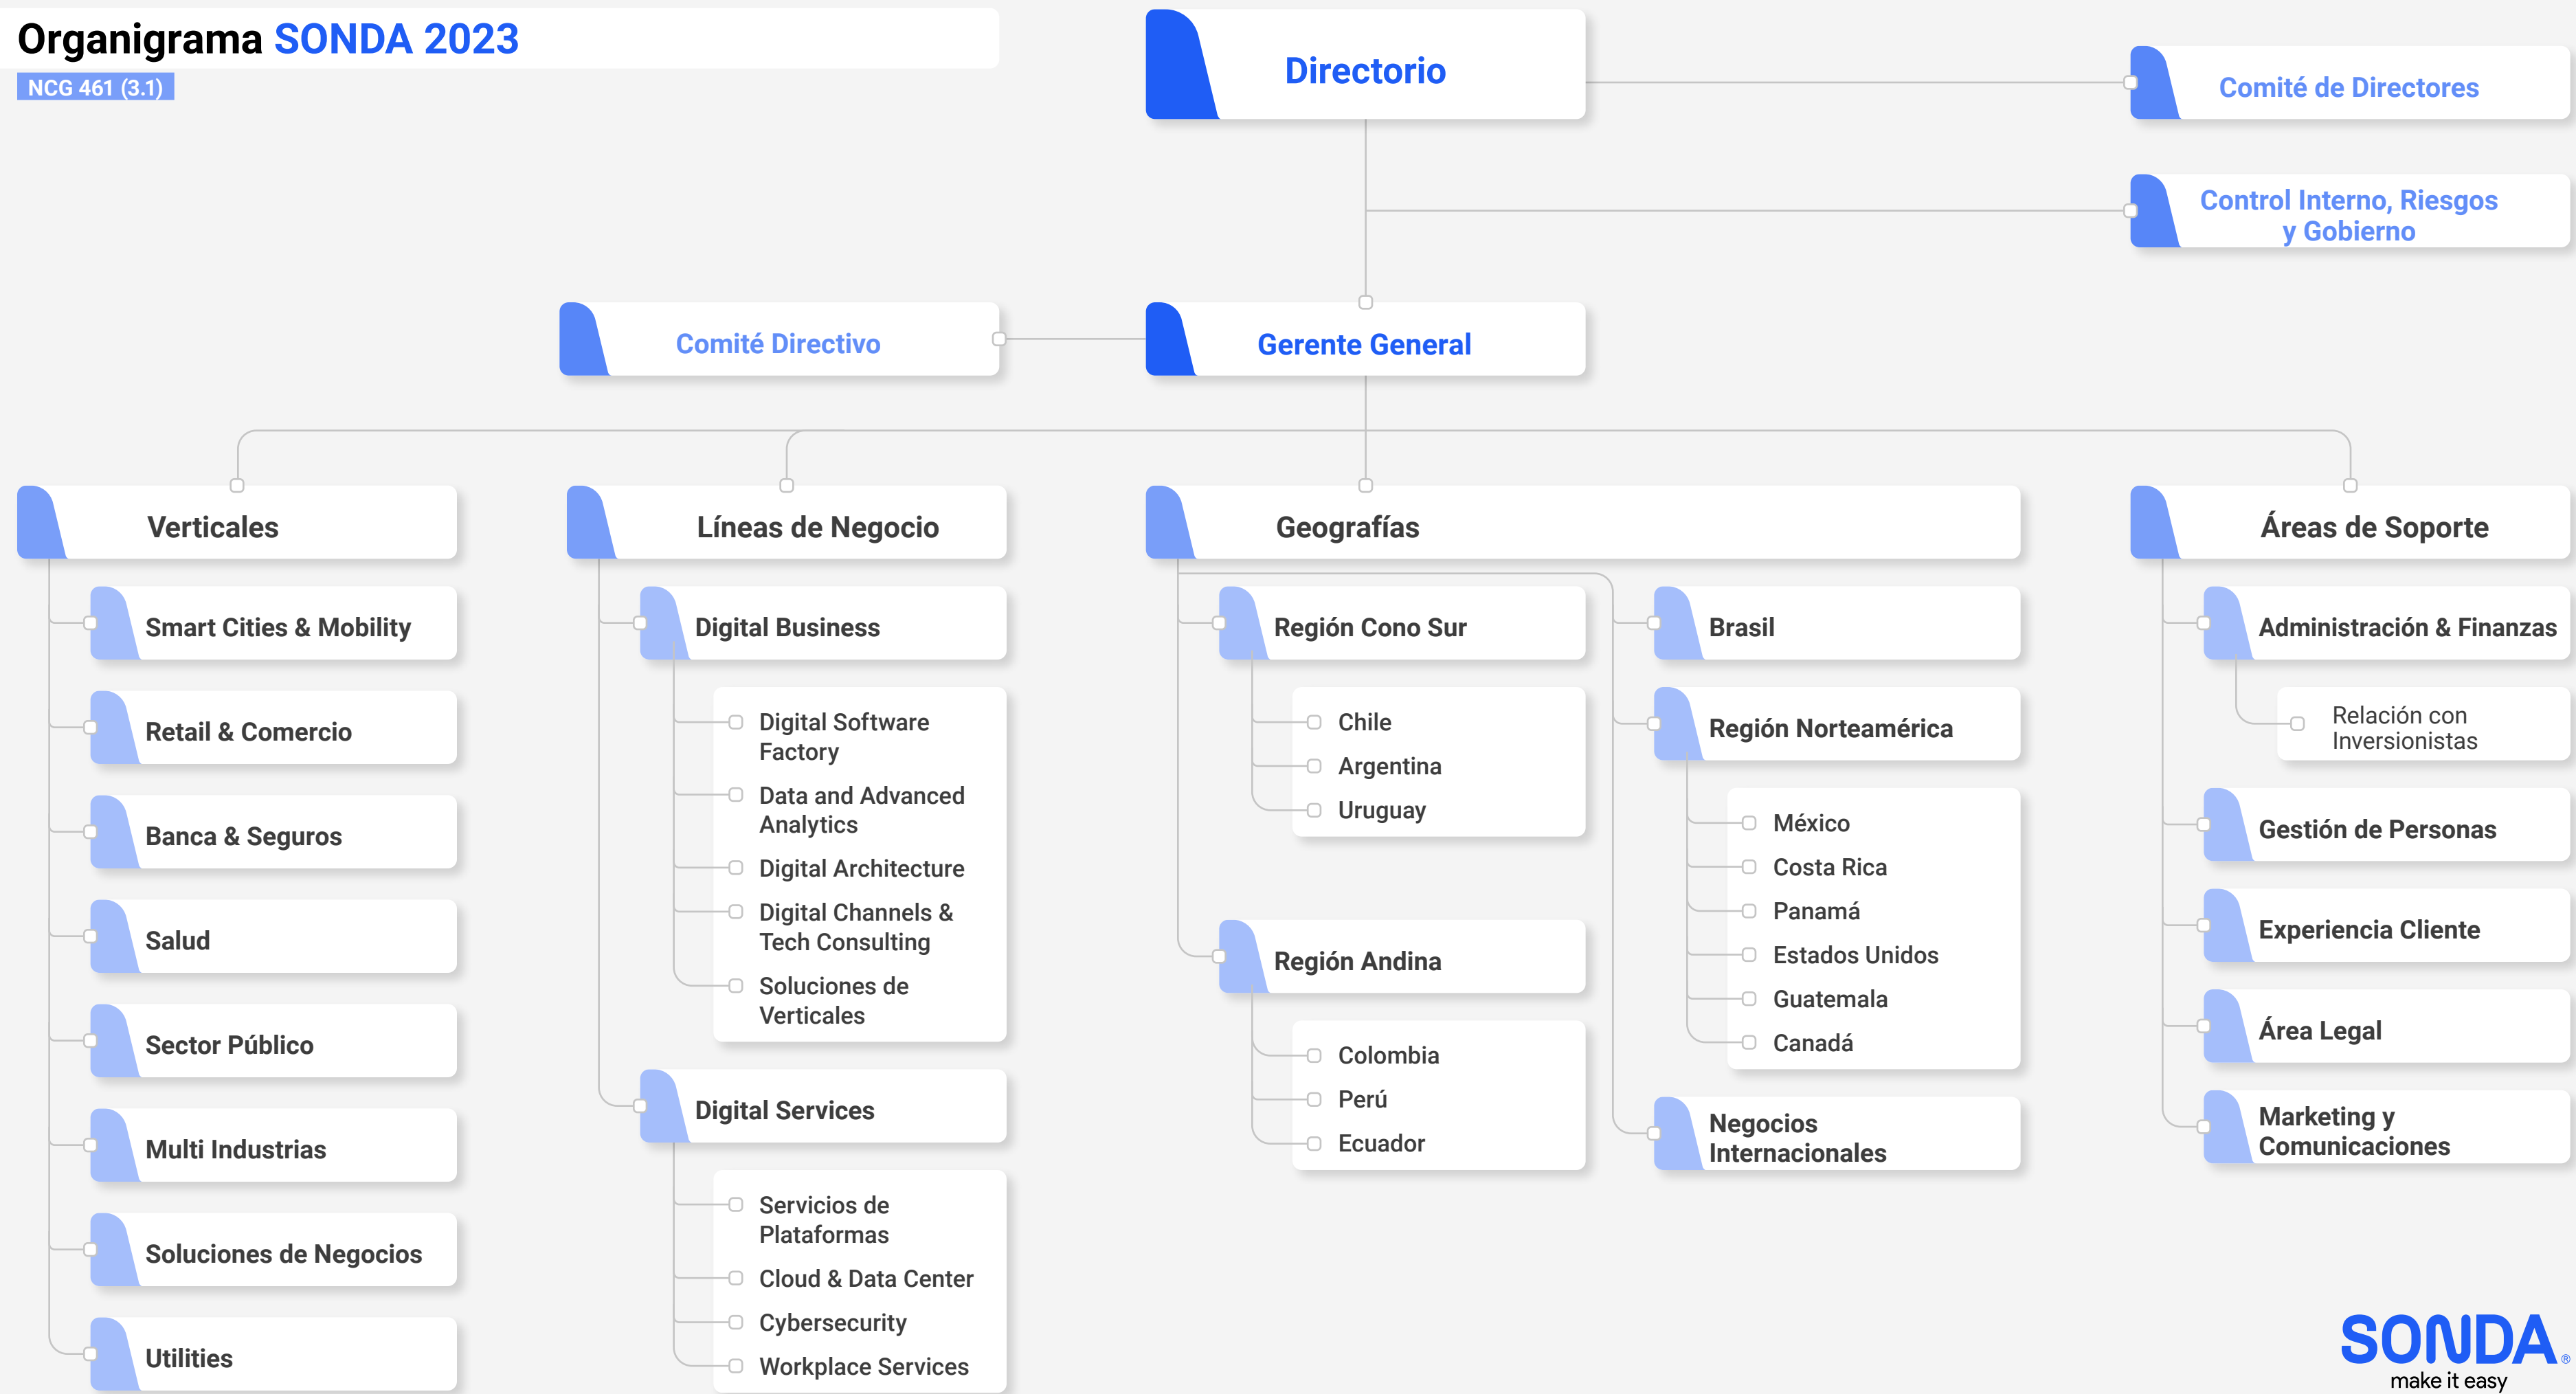 Organigrama SONDA 2023
NCG 461 (3.1)
Directorio
Comité de Directores
Control Interno, Riesgos
y Gobierno
Comité Directivo
Gerente General
Verticales
Smart Cities & Mobility
Retail & Comercio
Banca & Seguros
Salud
Sector Público
Multi Industrias
Soluciones de Negocios
Utilities
Líneas de Negocio
Digital Business
Digital Software
Factory
Data and Advanced
Analytics
Digital Architecture
Digital Channels &
Tech Consulting
Soluciones de
Verticales
Digital Services
Servicios de
Plataformas
Cloud & Data Center
Cybersecurity
Workplace Services
Geografías
Región Cono Sur
Chile
Argentina
Uruguay
Región Andina
Colombia
Perú
Ecuador
Brasil
Región Norteamérica
México
Costa Rica
Panamá
Estados Unidos
Guatemala
Canadá
Negocios
Internacionales
Áreas de Soporte
Administración & Finanzas
Relación con
Inversionistas
Gestión de Personas
Experiencia Cliente
Área Legal
Marketing y
Comunicaciones
SONDA®
make it easy